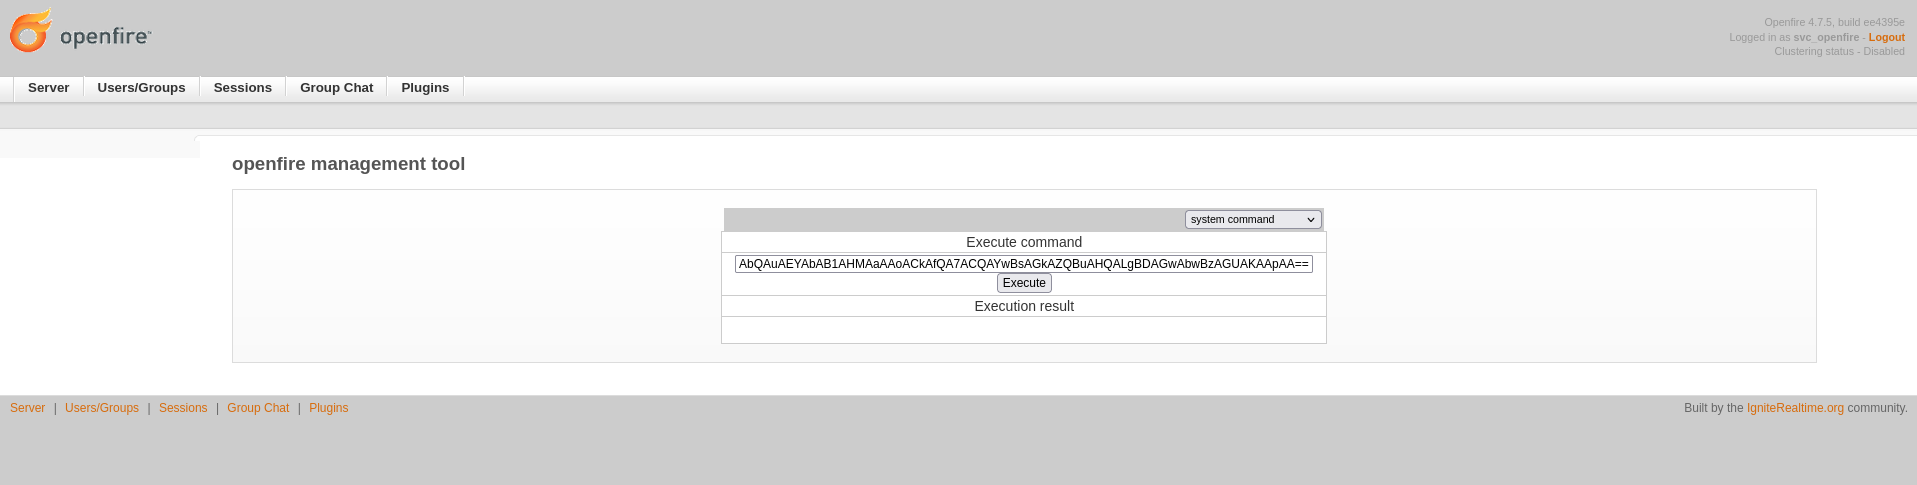 openfire™
Openfire 4.7.5, build ee4395e
Logged in as svc_openfire - Logout
Clustering status - Disabled
Server Users/Groups Sessions Group Chat Plugins
openfire management tool
system command
Execute command
AbQAuAEYAbAB1AHMAaAAoACkAfQA7ACQAYwBsAGkAZQBuAHQALgBDAGwAbwBzAGUAKAApAA==
Execute
Execution result
Server | Users/Groups | Sessions | Group Chat | Plugins
Built by the IgniteRealtime.org community.